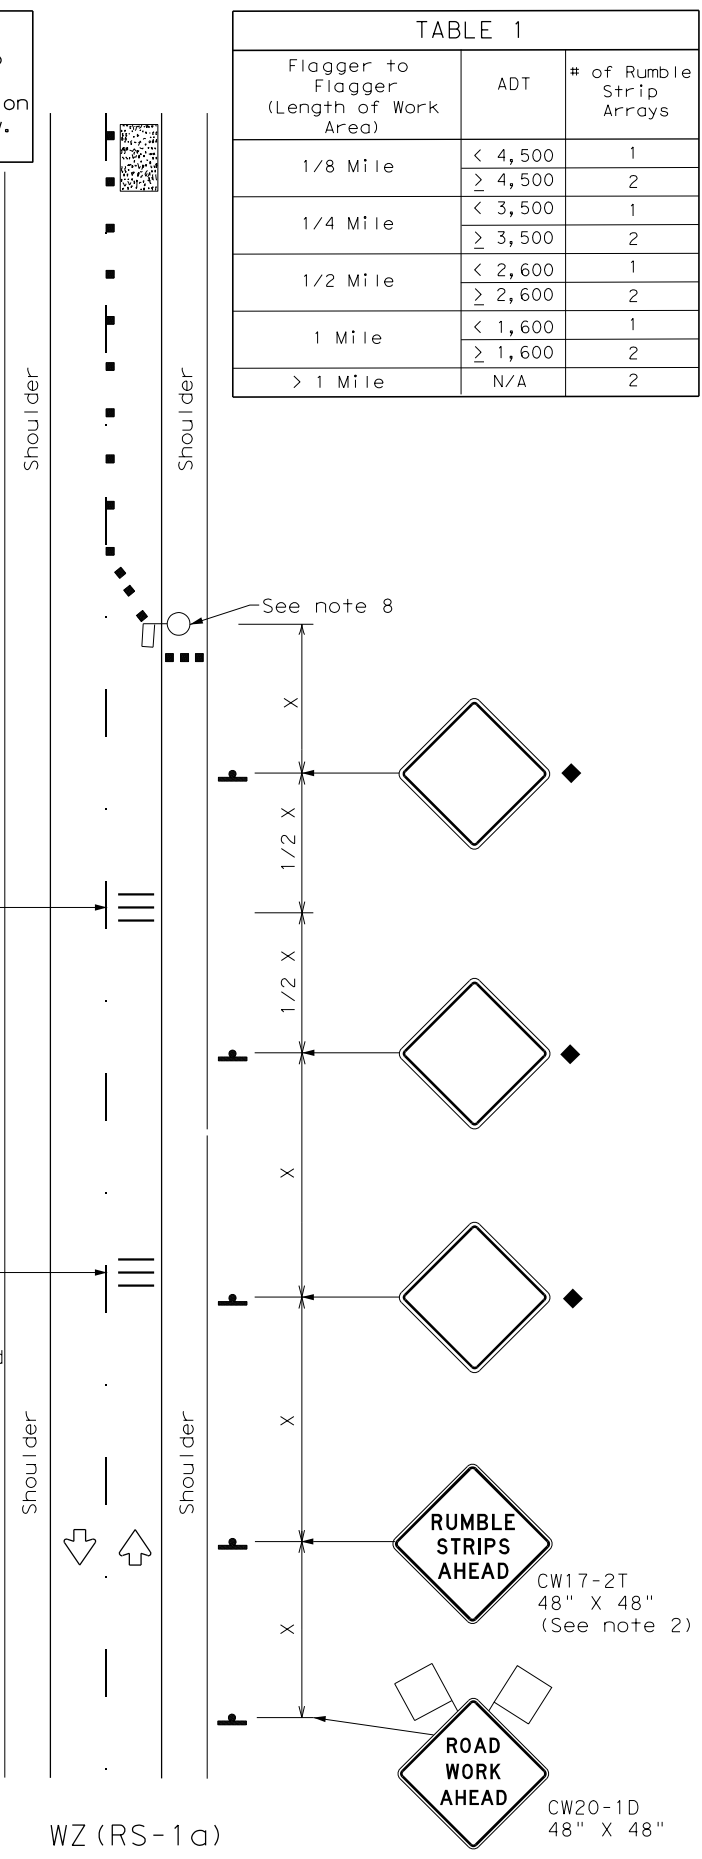 on
TABLE 1
Flagger to
Flagger
(Length of Work
Area)
ADT
# of Rumble
Strip
Arrays
1/8 Mile
< 4,500
1
≥ 4,500
2
1/4 Mile
< 3,500
1
≥ 3,500
2
1/2 Mile
< 2,600
1
≥ 2,600
2
1 Mile
< 1,600
1
≥ 1,600
2
> 1 Mile
N/A
2
Shoulder
Shoulder
See note 8
X
1/2 X
1/2 X
X
X
X
Shoulder
Shoulder
RUMBLE
STRIPS
AHEAD
CW17-2T
48" X 48"
(See note 2)
ROAD
WORK
AHEAD
CW20-1D
48" X 48"
WZ(RS-1a)